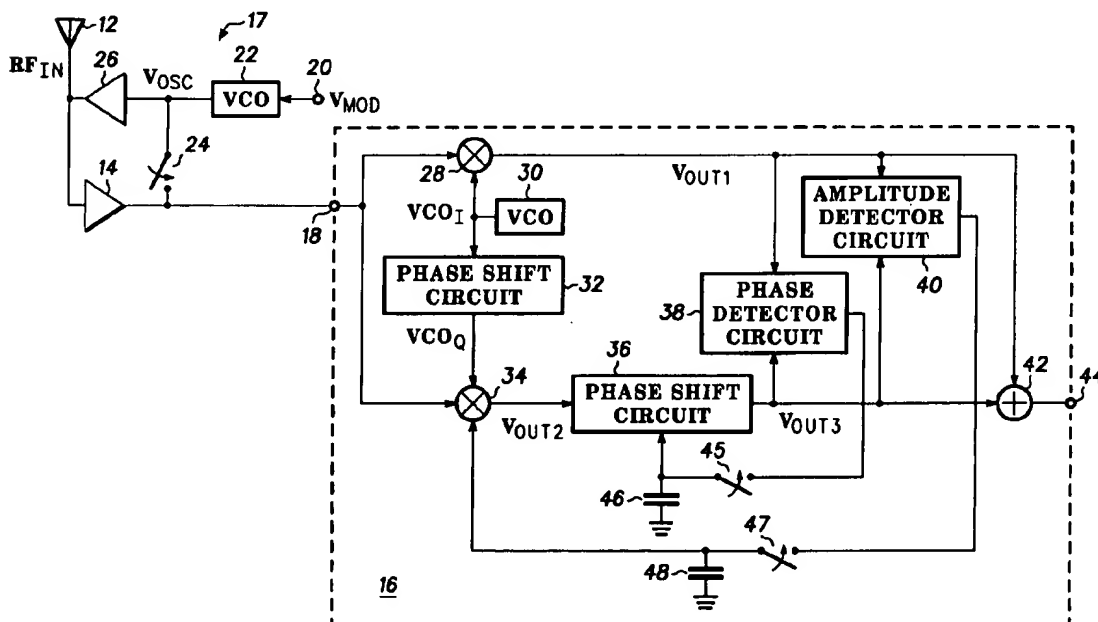 12
17
RFIN
26
VOSC
22
VCO
20
VMOD
24
14
18
28
VOUT1
30
VCO
VCOI
AMPLITUDE
DETECTOR
CIRCUIT
40
PHASE SHIFT
CIRCUIT
32
38
PHASE
DETECTOR
CIRCUIT
VCOQ
34
36
PHASE SHIFT
CIRCUIT
42
44
VOUT2
VOUT3
45
46
47
48
16